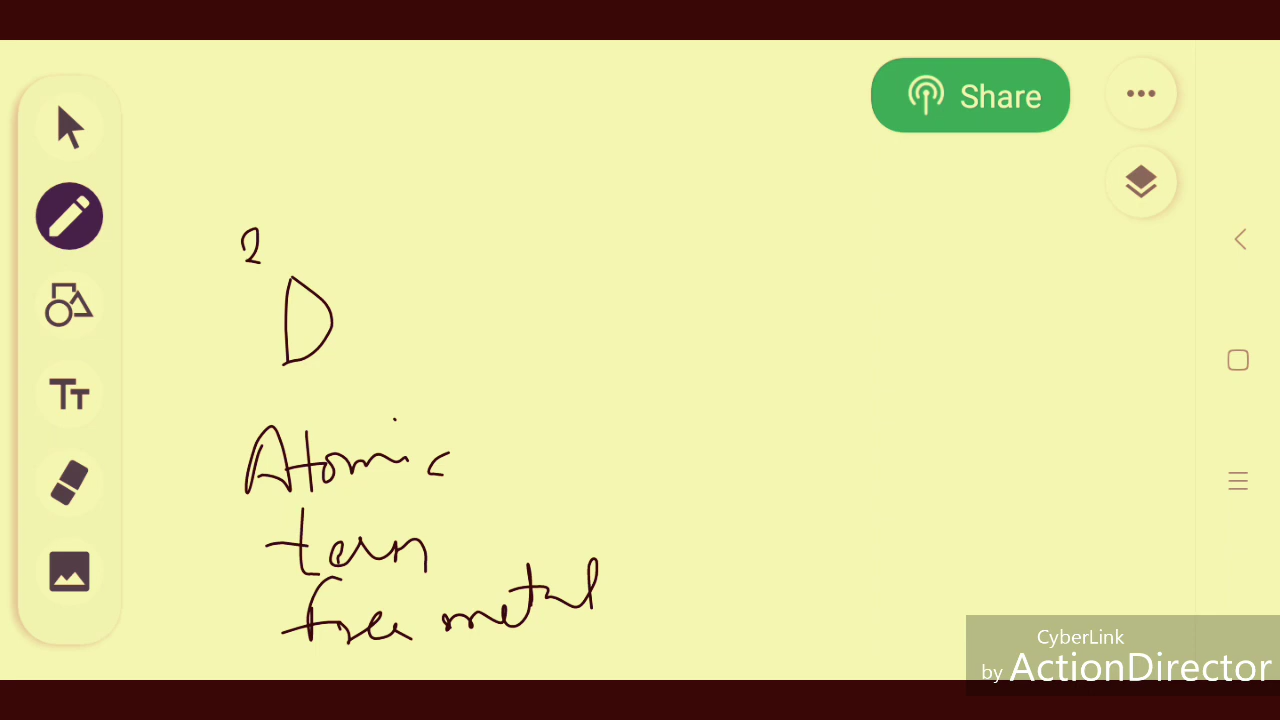 Share
2
D
Atomic
term
free metal
CyberLink
by ActionDirector